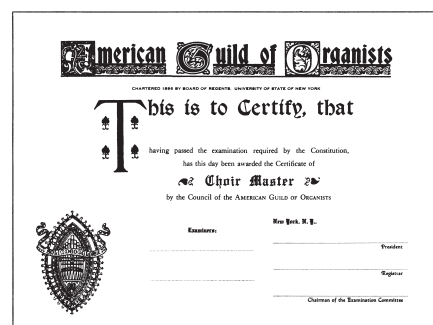 American Guild of Organists
CHARTERED 1896 BY BOARD OF REGENTS, UNIVERSITY OF STATE OF NEW YORK
This is to Certify, that
having passed the examination required by the Constitution,
has this day been awarded the Certificate of
Choir Master
by the Council of the AMERICAN GUILD OF ORGANISTS
New York, N. Y.,
Examiners:
President
Registrar
Chairman of the Examination Committee